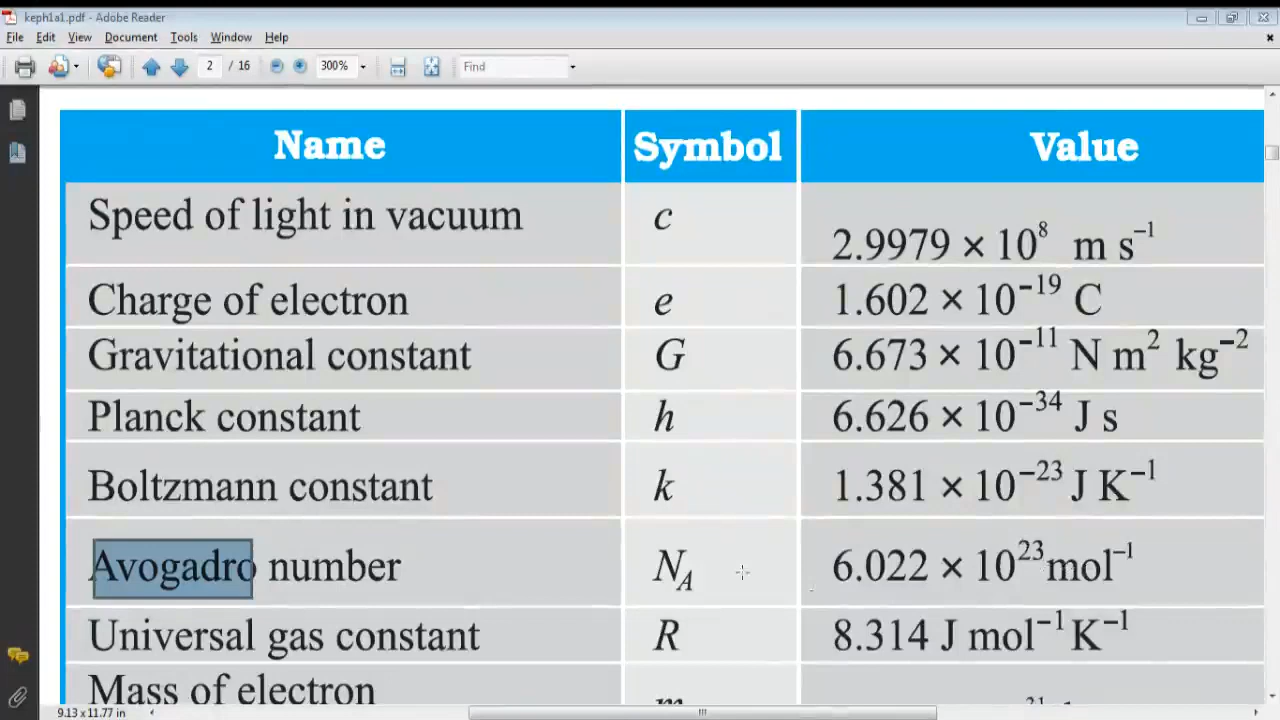 keph1a1.pdf - Adobe Reader
File Edit View Document Tools Window Help
2 / 16 300% Find
Name Symbol Value
Speed of light in vacuum c 2.9979 × 10⁸ m s⁻¹
Charge of electron e 1.602 × 10⁻¹⁹ C
Gravitational constant G 6.673 × 10⁻¹¹ N m² kg⁻²
Planck constant h 6.626 × 10⁻³⁴ J s
Boltzmann constant k 1.381 × 10⁻²³ J K⁻¹
Avogadro number N_A 6.022 × 10²³ mol⁻¹
Universal gas constant R 8.314 J mol⁻¹ K⁻¹
Mass of electron
9.13 x 11.77 in